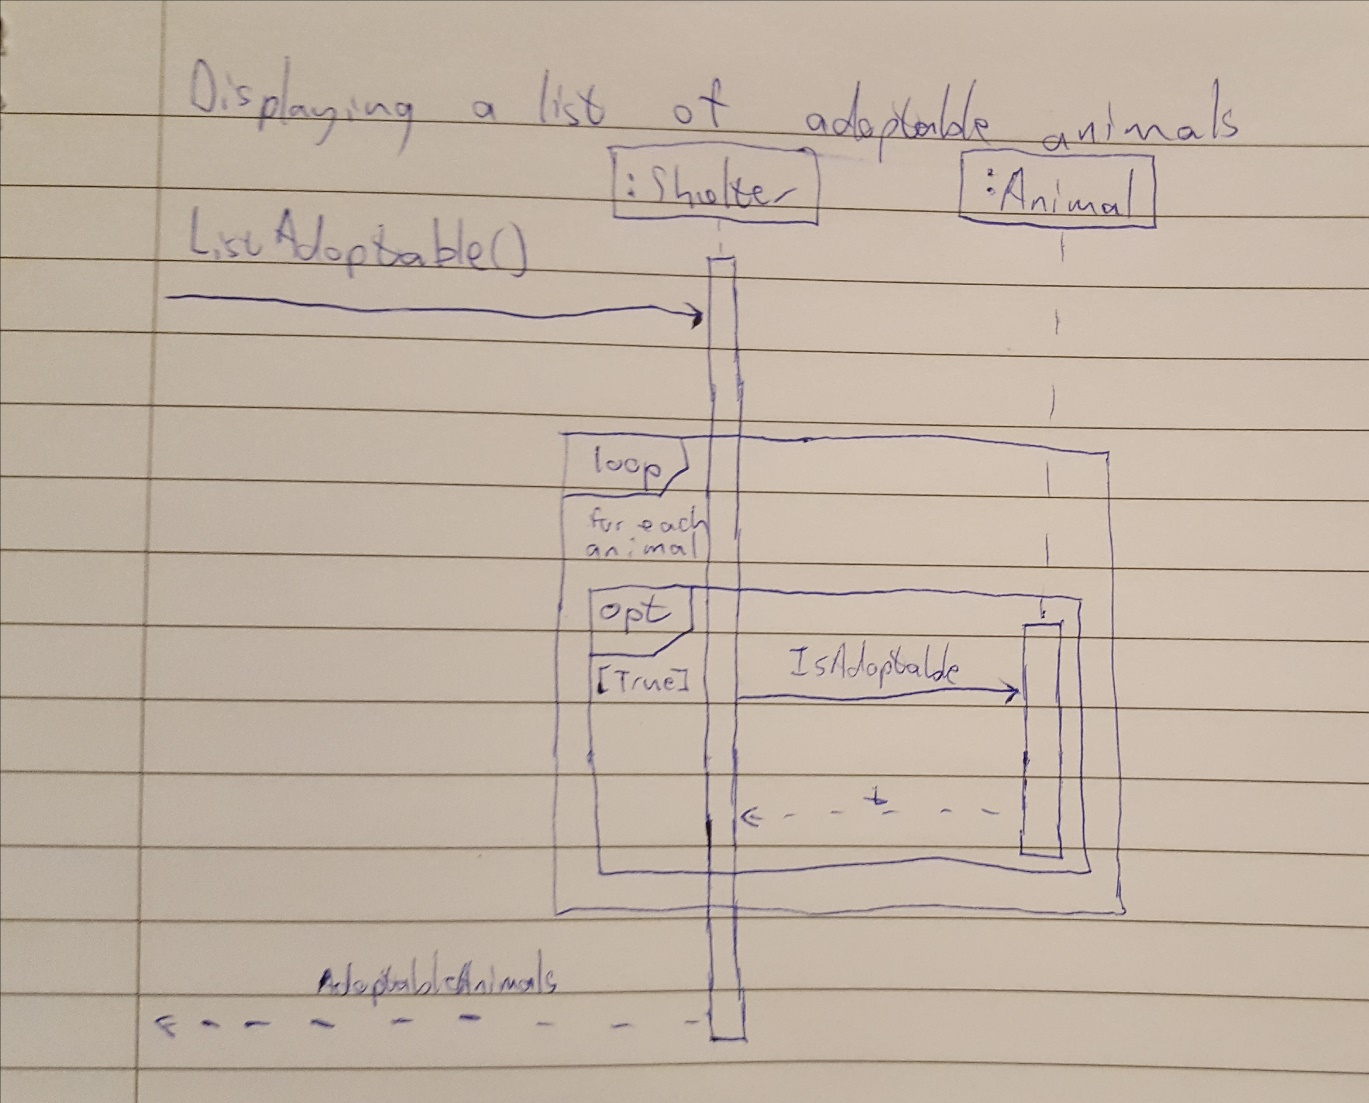 Displaying a list of adoptable animals
:Shelter
:Animal
ListAdoptable()
loop
for each
animal
opt
[True]
IsAdoptable
AdoptableAnimals